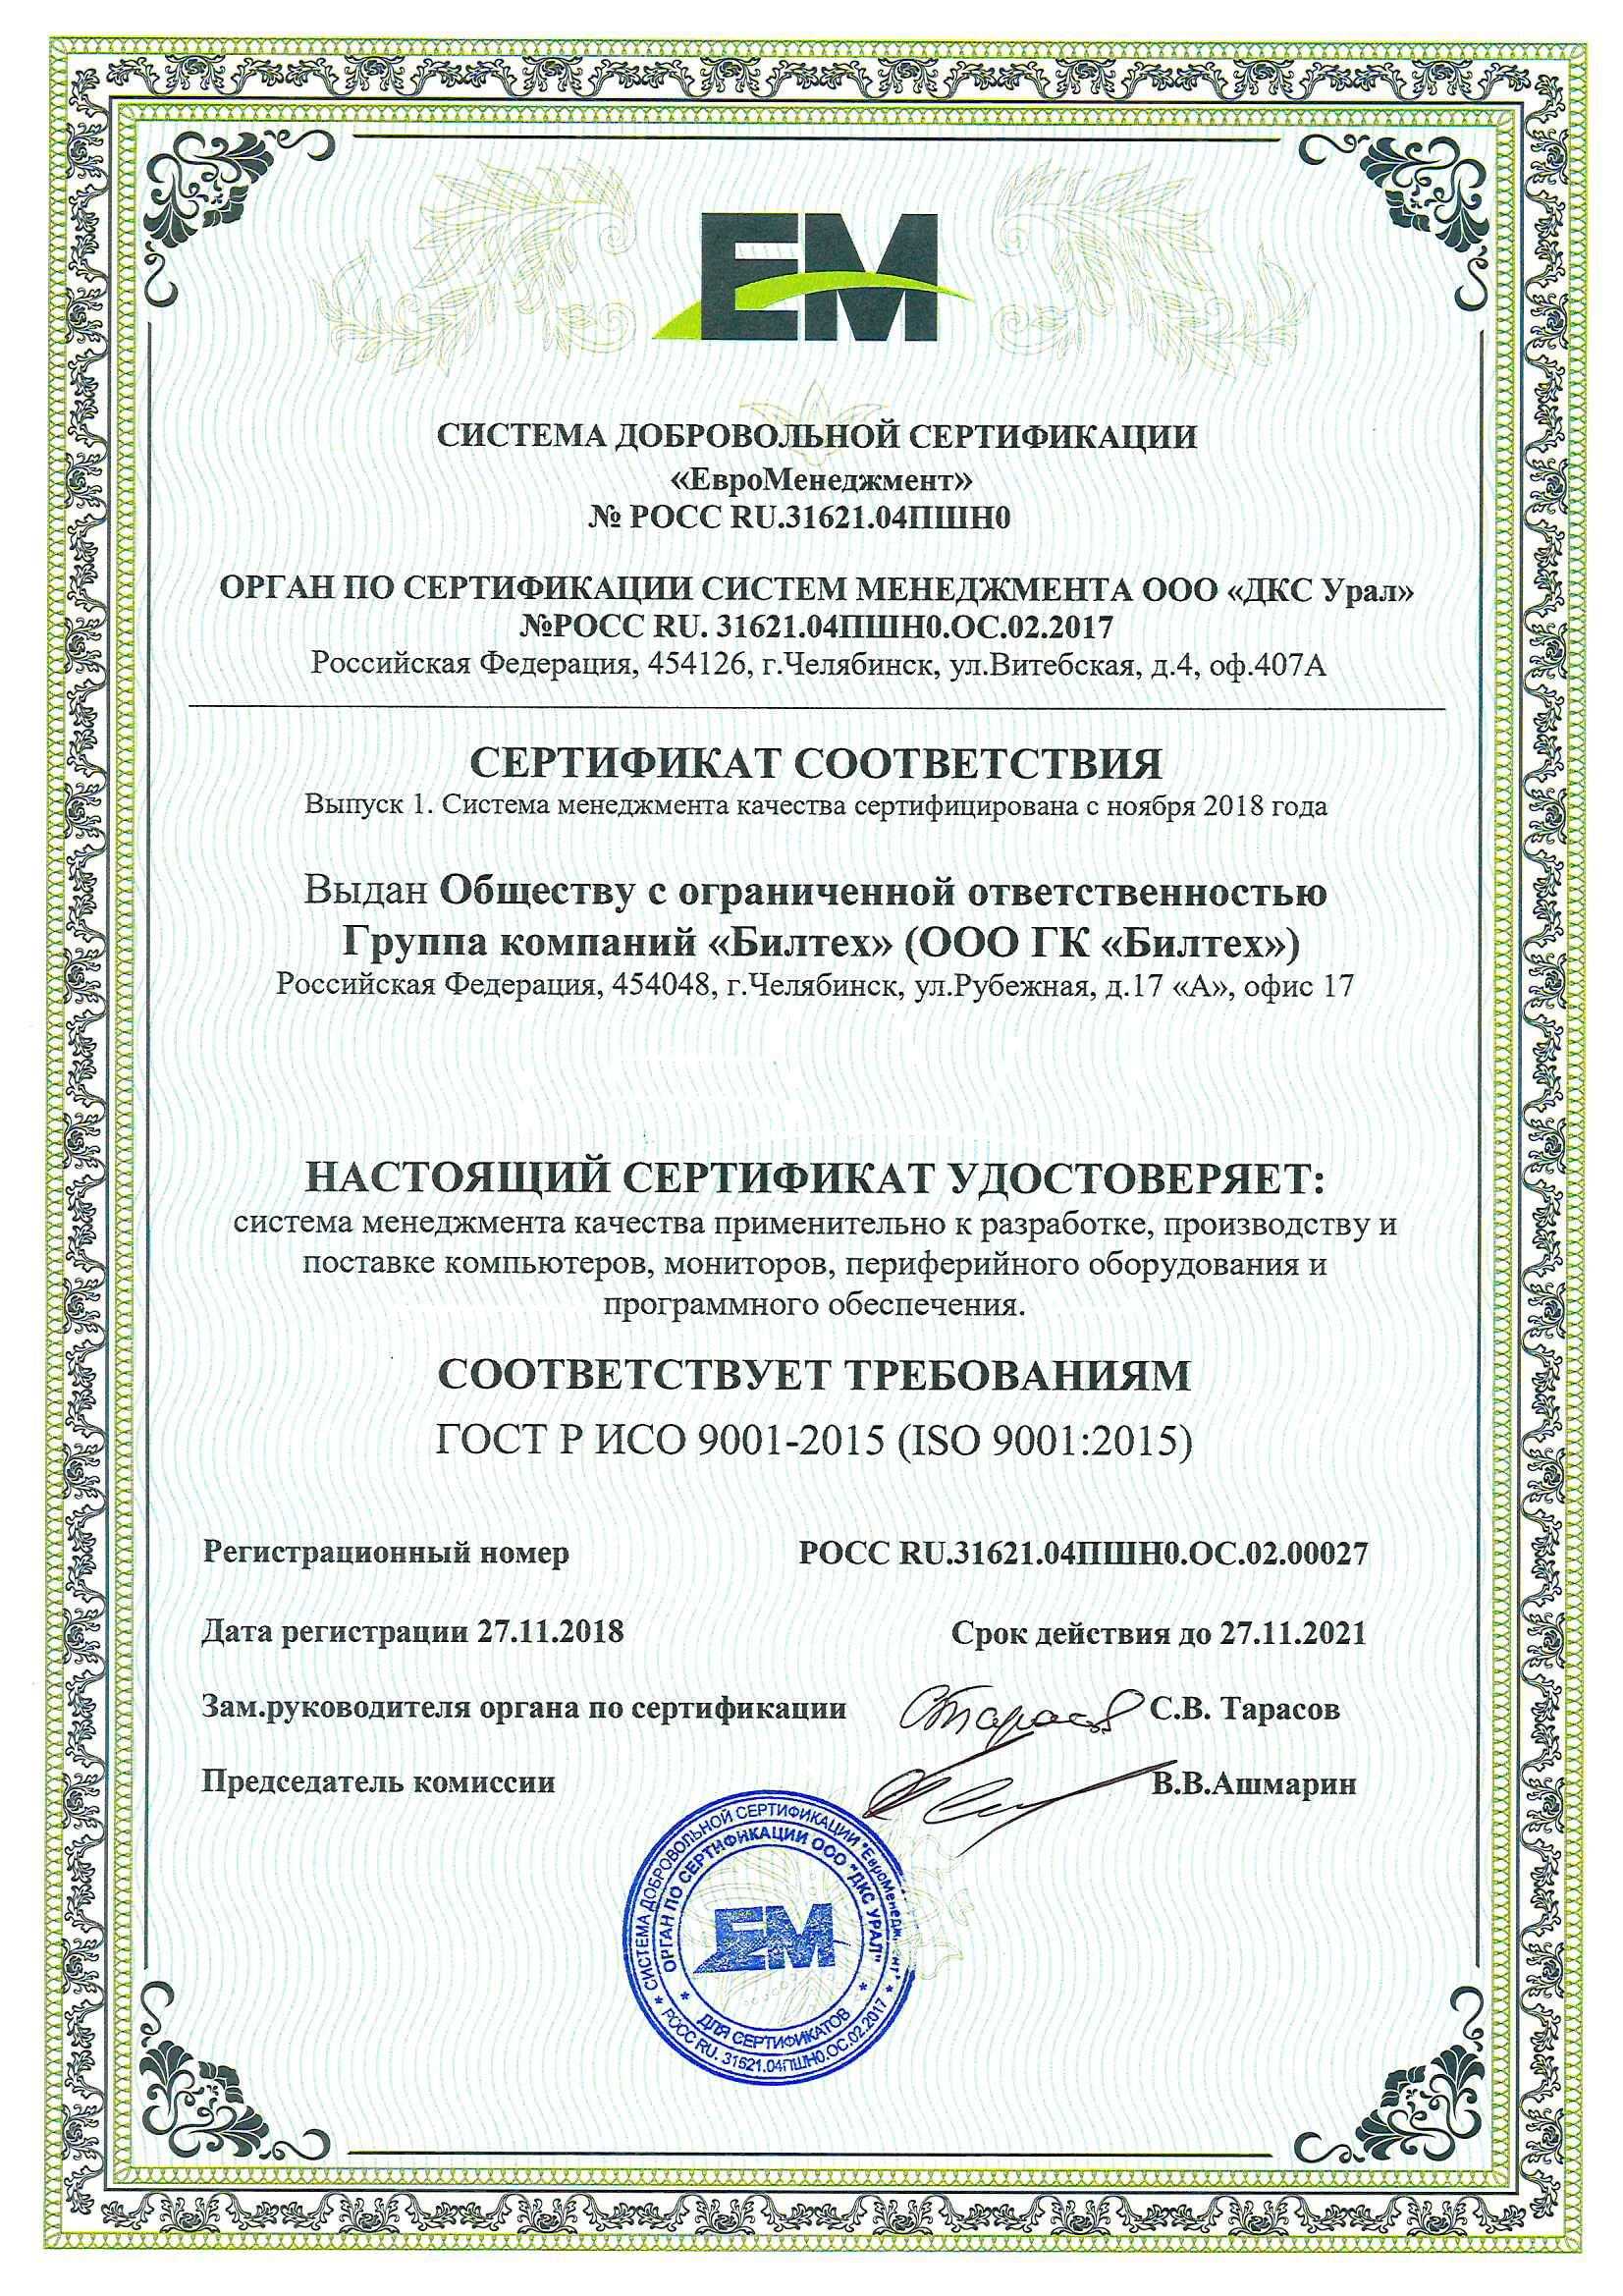 ЕМ
СИСТЕМА ДОБРОВОЛЬНОЙ СЕРТИФИКАЦИИ
«ЕвроМенеджмент»
№ РОСС RU.31621.04ПШН0
ОРГАН ПО СЕРТИФИКАЦИИ СИСТЕМ МЕНЕДЖМЕНТА ООО «ДКС Урал»
№РОСС RU. 31621.04ПШН0.ОС.02.2017
Российская Федерация, 454126, г.Челябинск, ул.Витебская, д.4, оф.407А
СЕРТИФИКАТ СООТВЕТСТВИЯ
Выпуск 1. Система менеджмента качества сертифицирована с ноября 2018 года
Выдан Обществу с ограниченной ответственностью
Группа компаний «Билтех» (ООО ГК «Билтех»)
Российская Федерация, 454048, г.Челябинск, ул.Рубежная, д.17 «А», офис 17
НАСТОЯЩИЙ СЕРТИФИКАТ УДОСТОВЕРЯЕТ:
система менеджмента качества применительно к разработке, производству и
поставке компьютеров, мониторов, периферийного оборудования и
программного обеспечения.
СООТВЕТСТВУЕТ ТРЕБОВАНИЯМ
ГОСТ Р ИСО 9001-2015 (ISO 9001:2015)
Регистрационный номер РОСС RU.31621.04ПШН0.ОС.02.00027
Дата регистрации 27.11.2018 Срок действия до 27.11.2021
Зам.руководителя органа по сертификации С.В. Тарасов
Председатель комиссии В.В.Ашмарин
СИСТЕМА ДОБРОВОЛЬНОЙ СЕРТИФИКАЦИИ "ЕвроМенеджмент"
ОРГАН ПО СЕРТИФИКАЦИИ ООО "ДКС УРАЛ"
ЕМ
ДЛЯ СЕРТИФИКАТОВ
РОСС RU. 31621.04ПШН0.ОС.02.2017